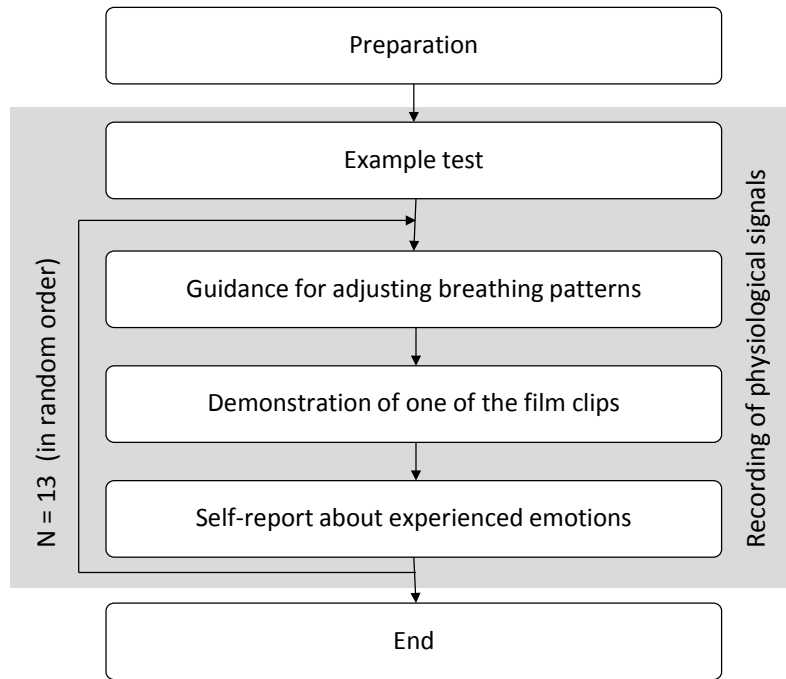 Preparation
Example test
Guidance for adjusting breathing patterns
Demonstration of one of the film clips
Self-report about experienced emotions
End
N = 13  (in random order)
Recording of physiological signals